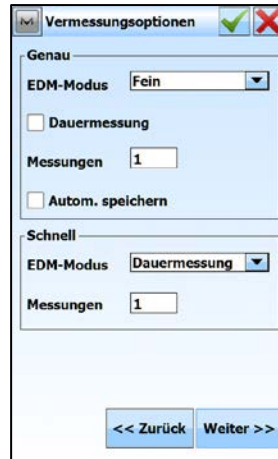 Vermessungsoptionen
Genau
EDM-Modus Fein
Dauermessung
Messungen 1
Autom. speichern
Schnell
EDM-Modus Dauermessung
Messungen 1
<< Zurück Weiter >>